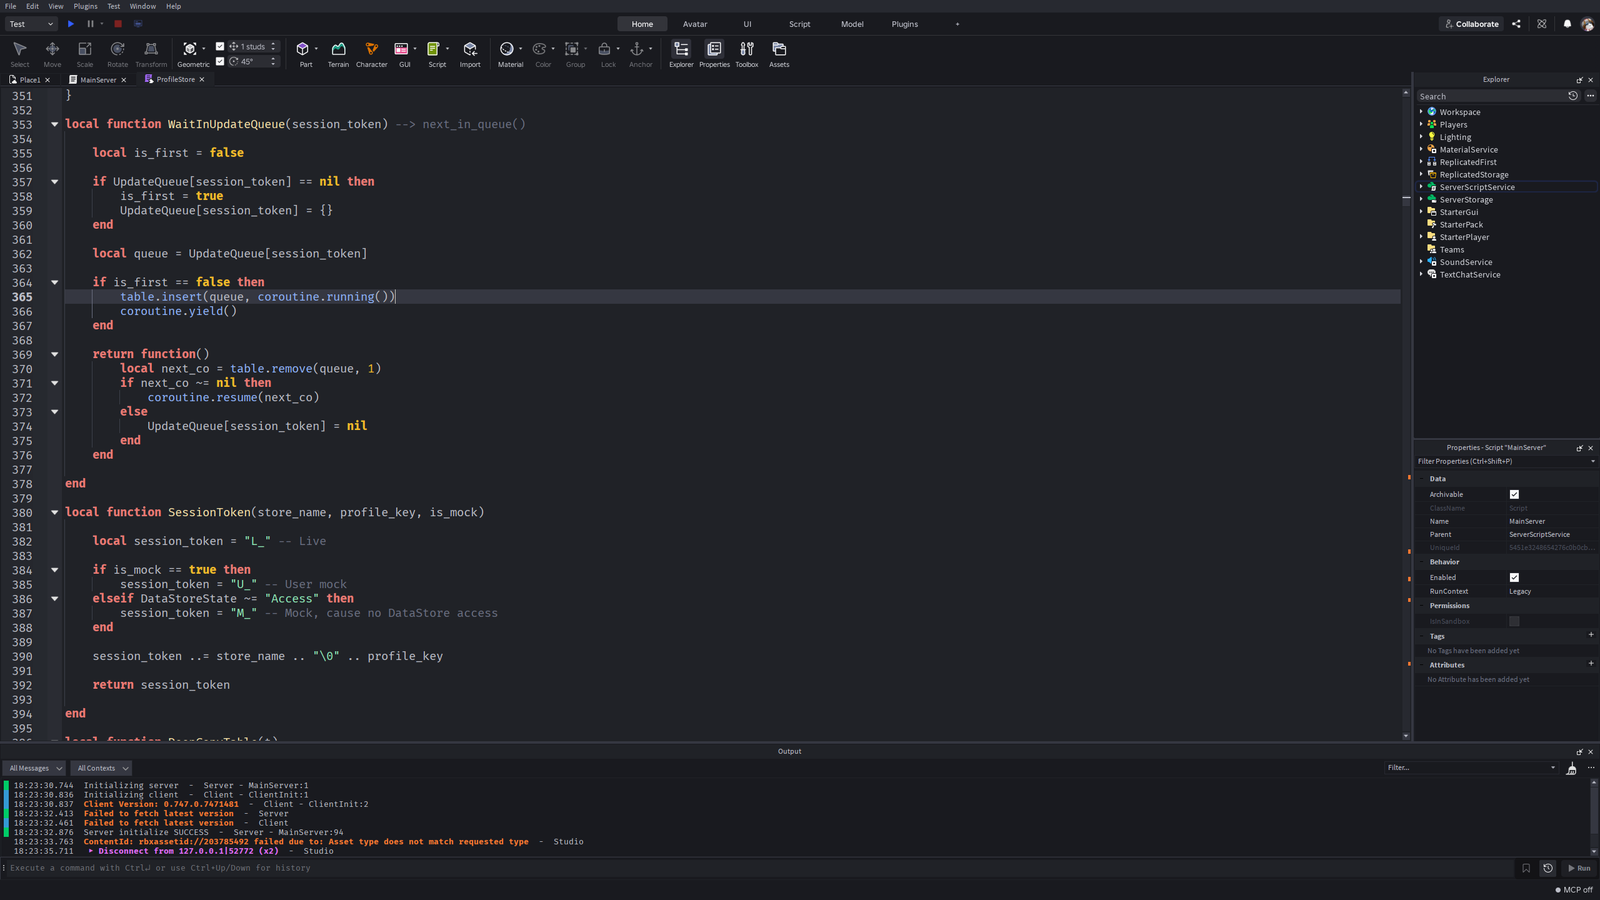 File Edit View Plugins Test Window Help
Test
Home Avatar UI Script Model Plugins +
Collaborate
Select Move Scale Rotate Transform Geometric 1 studs 45° Part Terrain Character GUI Script Import Material Color Group Lock Anchor Explorer Properties Toolbox Assets
Place1 MainServer ProfileStore
351 }
352
353 local function WaitInUpdateQueue(session_token) --> next_in_queue()
354
355 local is_first = false
356
357 if UpdateQueue[session_token] == nil then
358 is_first = true
359 UpdateQueue[session_token] = {}
360 end
361
362 local queue = UpdateQueue[session_token]
363
364 if is_first == false then
365 table.insert(queue, coroutine.running())
366 coroutine.yield()
367 end
368
369 return function()
370 local next_co = table.remove(queue, 1)
371 if next_co ~= nil then
372 coroutine.resume(next_co)
373 else
374 UpdateQueue[session_token] = nil
375 end
376 end
377
378 end
379
380 local function SessionToken(store_name, profile_key, is_mock)
381
382 local session_token = "L_" -- Live
383
384 if is_mock == true then
385 session_token = "U_" -- User mock
386 elseif DataStoreState ~= "Access" then
387 session_token = "M_" -- Mock, cause no DataStore access
388 end
389
390 session_token ..= store_name .. "\0" .. profile_key
391
392 return session_token
393
394 end
395
396 local function DeepCopyTable(t)
Explorer
Search
Workspace
Players
Lighting
MaterialService
ReplicatedFirst
ReplicatedStorage
ServerScriptService
ServerStorage
StarterGui
StarterPack
StarterPlayer
Teams
SoundService
TextChatService
Properties - Script "MainServer"
Filter Properties (Ctrl+Shift+P)
Data
Archivable
ClassName Script
Name MainServer
Parent ServerScriptService
UniqueId
Behavior
Enabled
RunContext Legacy
Permissions
IsInSandbox
Tags +
No Tags have been added yet
Attributes +
No Attribute has been added yet
Output
All Messages All Contexts Filter...
18:23:30.744 Initializing server - Server - MainServer:1
18:23:30.836 Initializing client - Client - ClientInit:1
18:23:30.837 Client Version: 0.747.0.7471481 - Client - ClientInit:2
18:23:32.413 Failed to fetch latest version - Server
18:23:32.461 Failed to fetch latest version - Client
18:23:32.876 Server initialize SUCCESS - Server - MainServer:94
18:23:33.763 ContentId: rbxassetid://203785492 failed due to: Asset type does not match requested type - Studio
18:23:35.711 Disconnect from 127.0.0.1|52772 (x2) - Studio
Execute a command with Ctrl↵ or use Ctrl+Up/Down for history
Run
MCP off